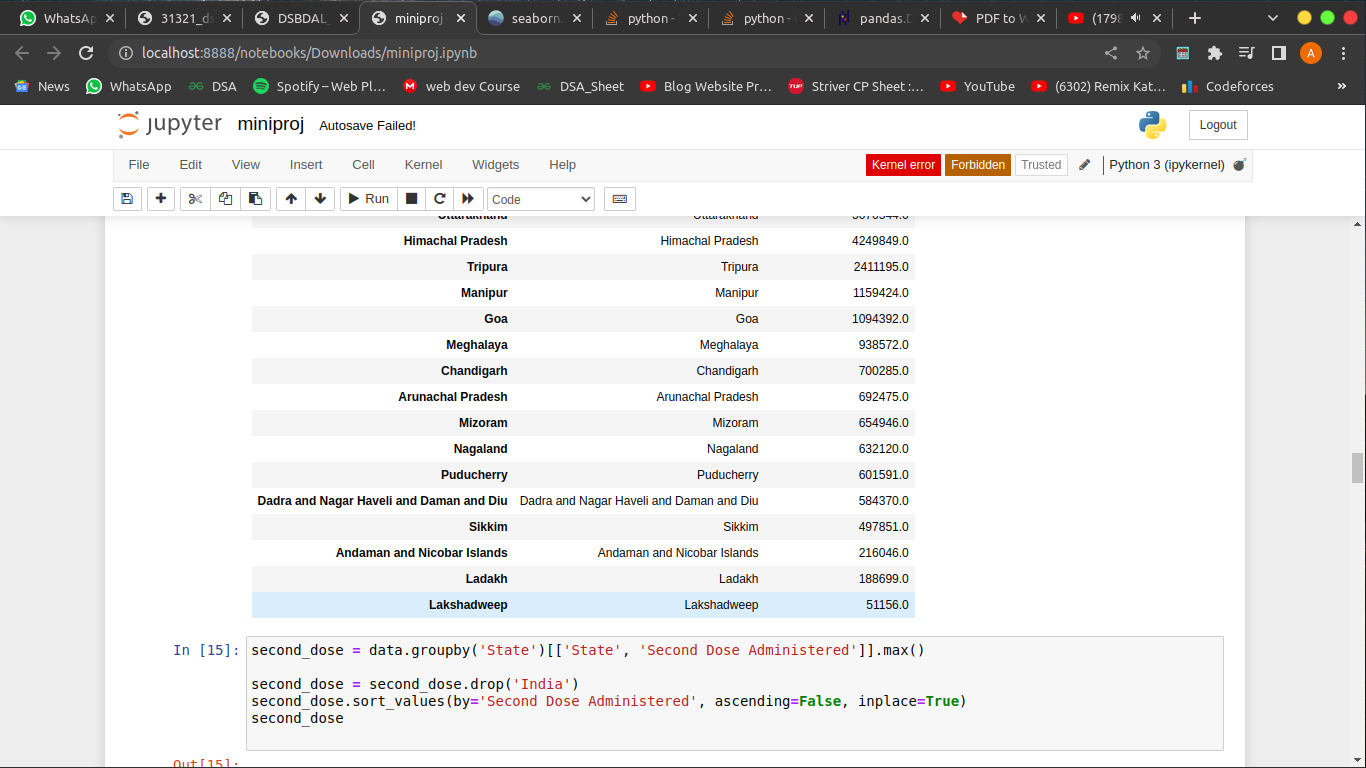 WhatsAp
31321_ds
DSBDAL_
miniproj
seaborn.
python -
python -
pandas.D
PDF to W
(1798
localhost:8888/notebooks/Downloads/miniproj.ipynb
A
News WhatsApp DSA Spotify – Web Pl... web dev Course DSA_Sheet Blog Website Pr... Striver CP Sheet :... YouTube (6302) Remix Kat... Codeforces »
jupyter miniproj Autosave Failed! Logout
File Edit View Insert Cell Kernel Widgets Help Kernel error Forbidden Trusted Python 3 (ipykernel)
Run Code
Uttarakhand Uttarakhand
Himachal Pradesh Himachal Pradesh 4249849.0
Tripura Tripura 2411195.0
Manipur Manipur 1159424.0
Goa Goa 1094392.0
Meghalaya Meghalaya 938572.0
Chandigarh Chandigarh 700285.0
Arunachal Pradesh Arunachal Pradesh 692475.0
Mizoram Mizoram 654946.0
Nagaland Nagaland 632120.0
Puducherry Puducherry 601591.0
Dadra and Nagar Haveli and Daman and Diu Dadra and Nagar Haveli and Daman and Diu 584370.0
Sikkim Sikkim 497851.0
Andaman and Nicobar Islands Andaman and Nicobar Islands 216046.0
Ladakh Ladakh 188699.0
Lakshadweep Lakshadweep 51156.0
In [15]: second_dose = data.groupby('State')[['State', 'Second Dose Administered']].max()
second_dose = second_dose.drop('India')
second_dose.sort_values(by='Second Dose Administered', ascending=False, inplace=True)
second_dose
Out[15]: